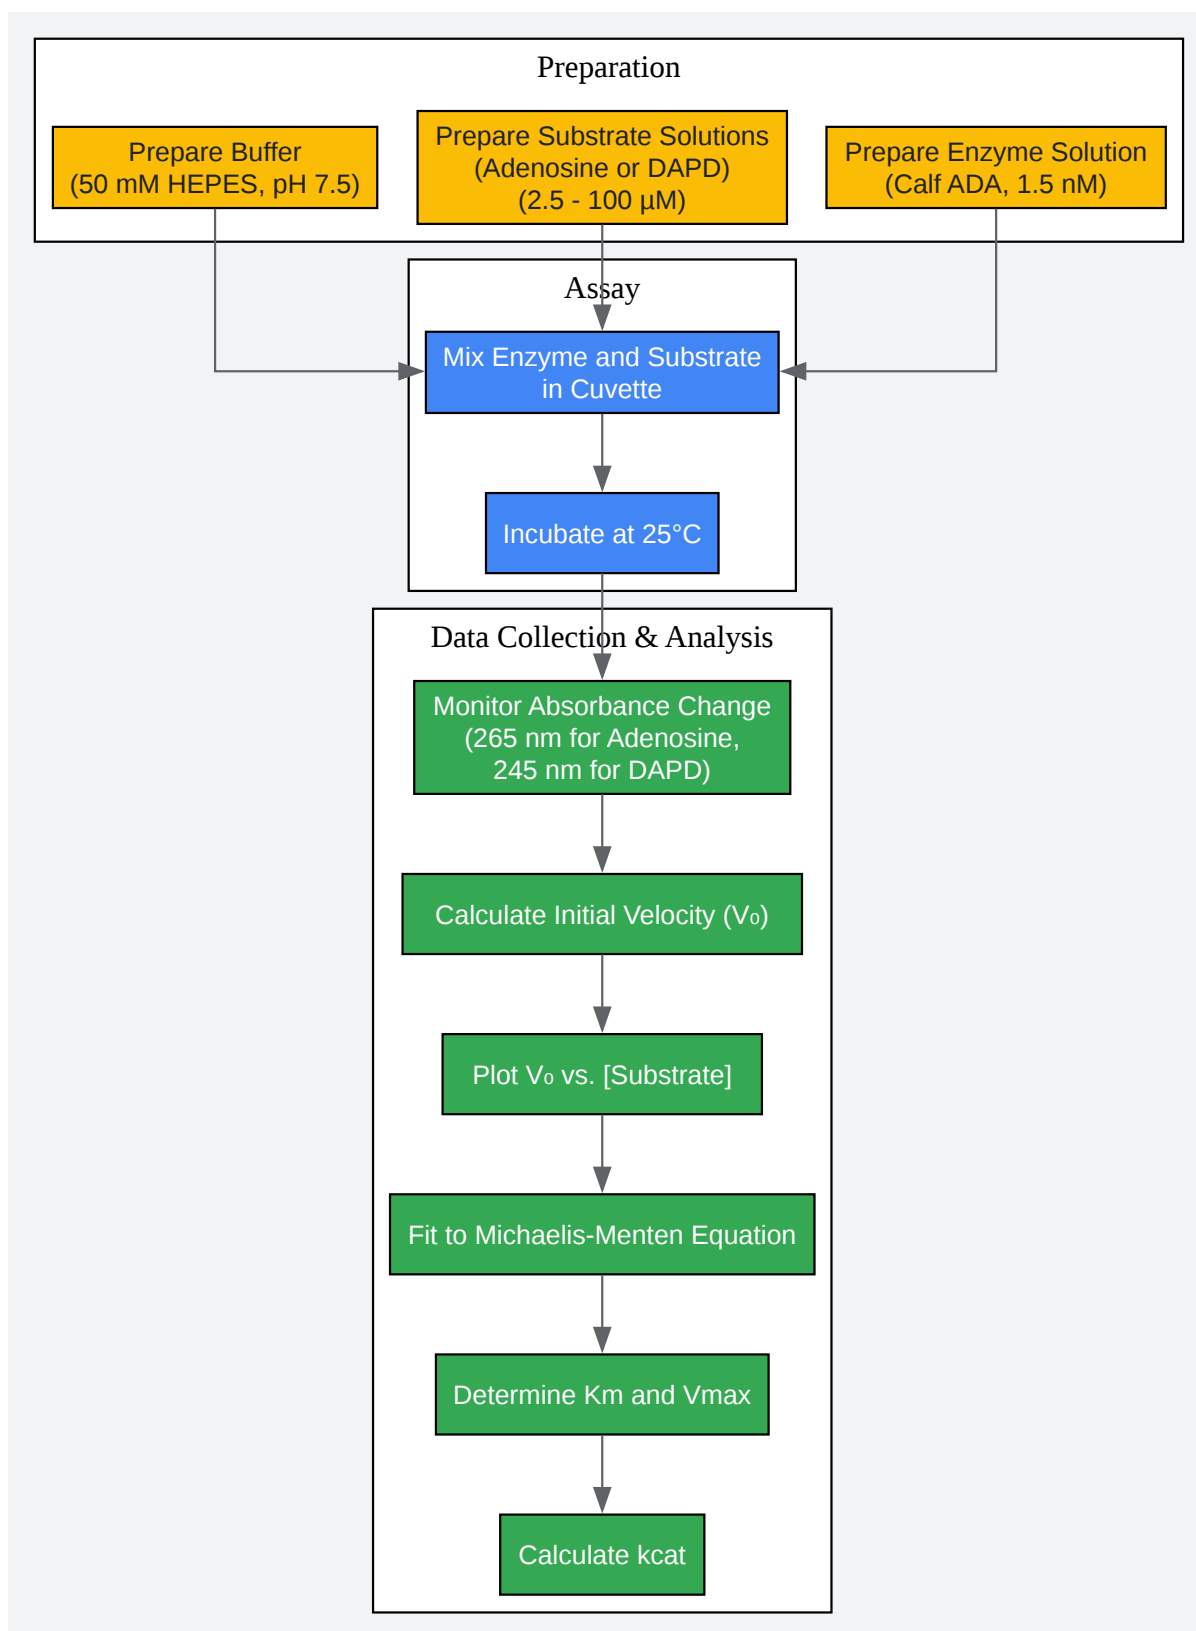 Preparation
Prepare Buffer
(50 mM HEPES, pH 7.5)
Prepare Substrate Solutions
(Adenosine or DAPD)
(2.5 - 100 µM)
Prepare Enzyme Solution
(Calf ADA, 1.5 nM)
Assay
Mix Enzyme and Substrate
in Cuvette
Incubate at 25°C
Data Collection & Analysis
Monitor Absorbance Change
(265 nm for Adenosine,
245 nm for DAPD)
Calculate Initial Velocity (V₀)
Plot V₀ vs. [Substrate]
Fit to Michaelis-Menten Equation
Determine Km and Vmax
Calculate kcat